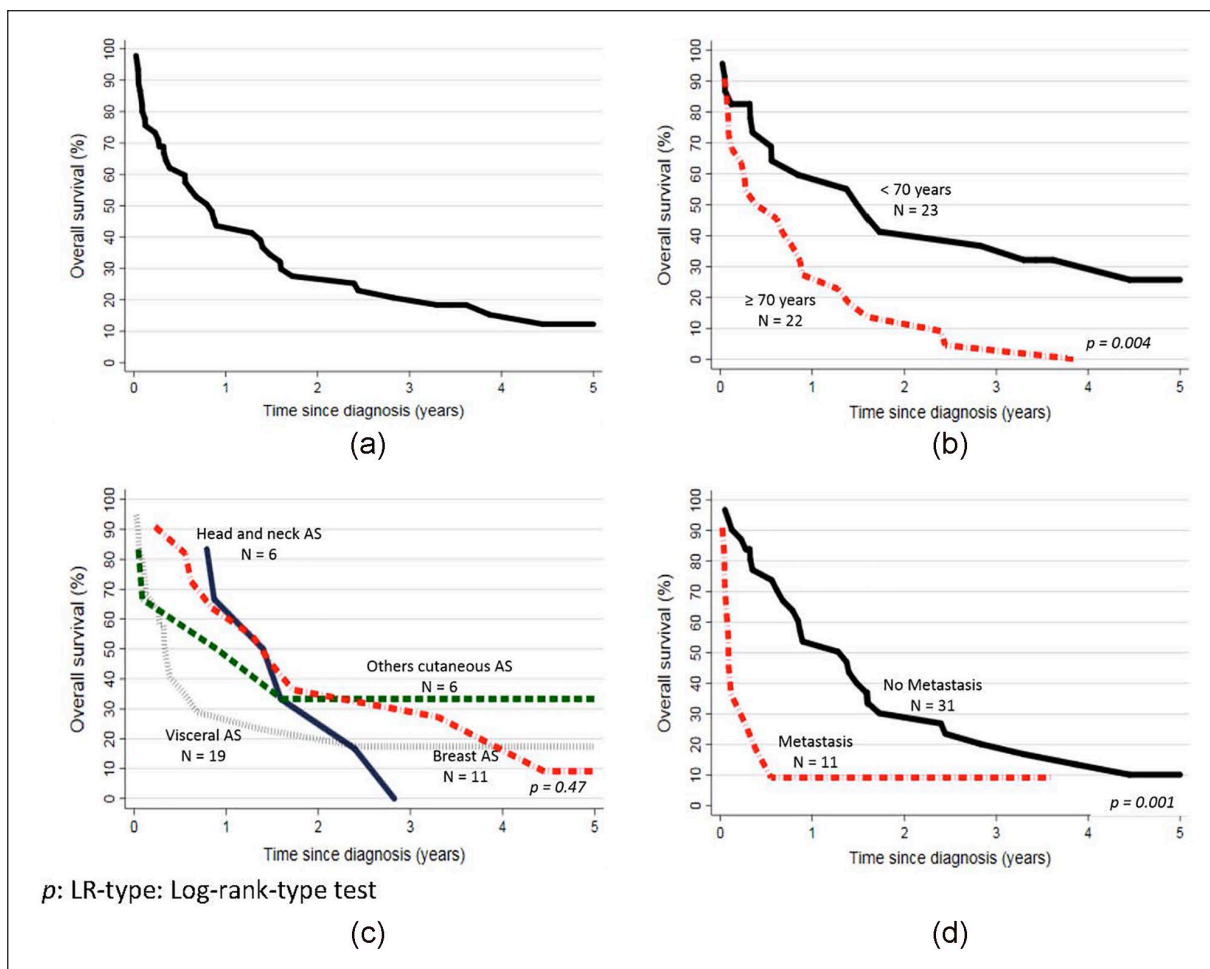 100
90
80
70
60
50
40
30
20
10
0
Overall survival (%)
0 1 2 3 4 5
Time since diagnosis (years)
(a)
100
90
80
70
60
50
40
30
20
10
0
Overall survival (%)
< 70 years
N = 23
≥ 70 years
N = 22
p = 0.004
0 1 2 3 4 5
Time since diagnosis (years)
(b)
100
90
80
70
60
50
40
30
20
10
0
Overall survival (%)
Head and neck AS
N = 6
Others cutaneous AS
N = 6
Visceral AS
N = 19
Breast AS
N = 11
p = 0.47
0 1 2 3 4 5
Time since diagnosis (years)
p: LR-type: Log-rank-type test
(c)
100
90
80
70
60
50
40
30
20
10
0
Overall survival (%)
No Metastasis
N = 31
Metastasis
N = 11
p = 0.001
0 1 2 3 4 5
Time since diagnosis (years)
(d)